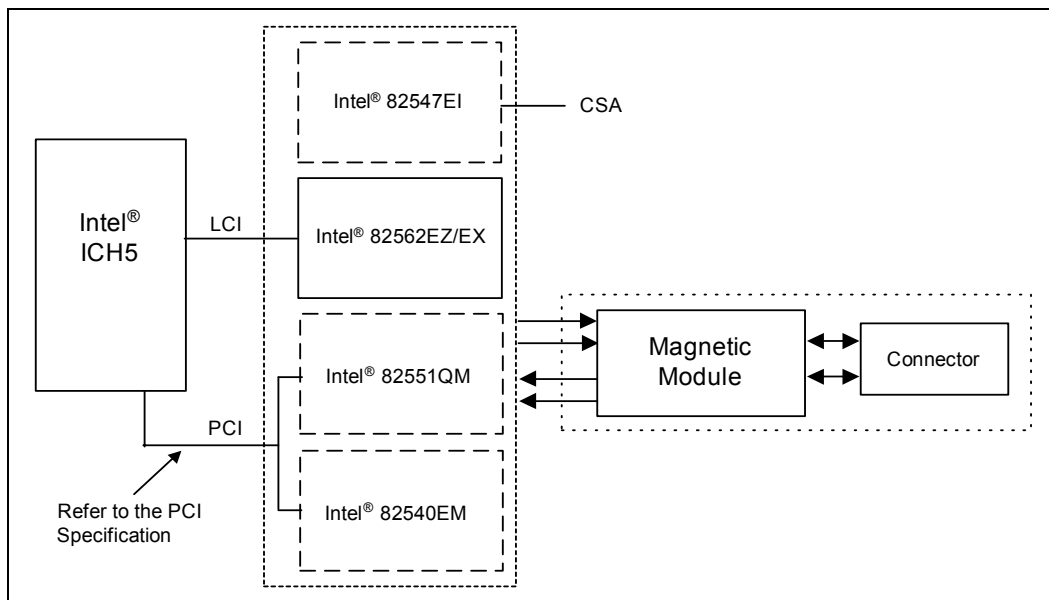 Intel® 82547EI
CSA
Intel®
ICH5
LCI
Intel® 82562EZ/EX
Intel® 82551QM
Magnetic
Module
Connector
PCI
Refer to the PCI
Specification
Intel® 82540EM